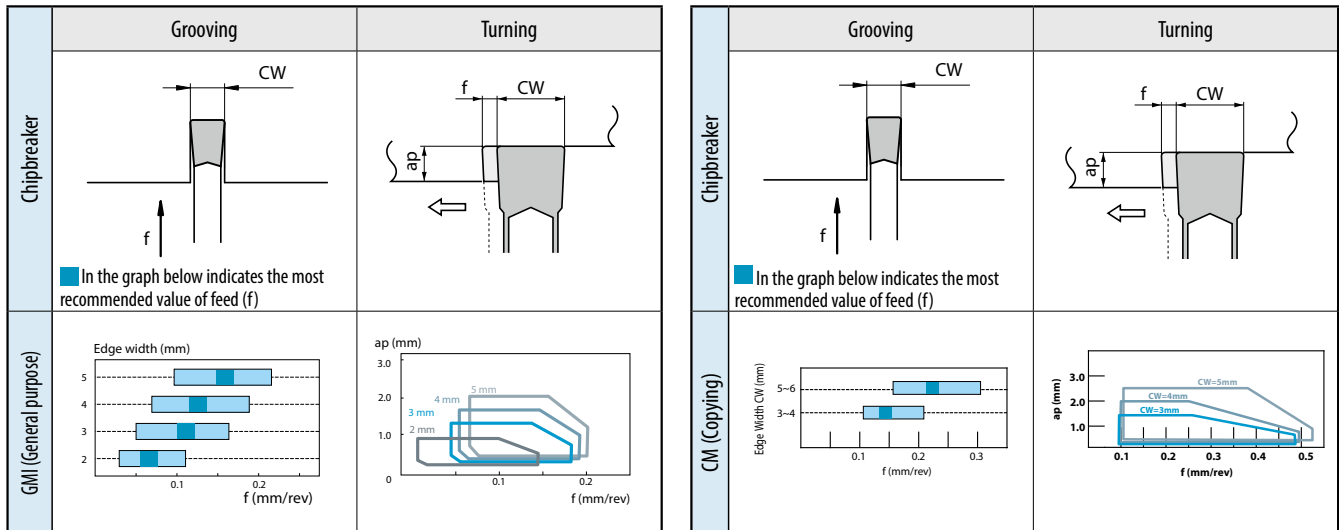 Chipbreaker
Grooving
Turning
CW
f
f
CW
ap
In the graph below indicates the most
recommended value of feed (f)
GMI (General purpose)
Edge width (mm)
5
4
3
2
0.1
0.2
f (mm/rev)
ap (mm)
3.0
2.0
1.0
0
5 mm
4 mm
3 mm
2 mm
0.1
0.2
f (mm/rev)
Chipbreaker
Grooving
Turning
CW
f
f
CW
ap
In the graph below indicates the most
recommended value of feed (f)
CM (Copying)
Edge Width CW (mm)
5~6
3~4
0.1
0.2
0.3
f (mm/rev)
ap (mm)
3.0
2.0
1.0
CW=5mm
CW=4mm
CW=3mm
0.1
0.2
0.3
0.4
0.5
f (mm/rev)